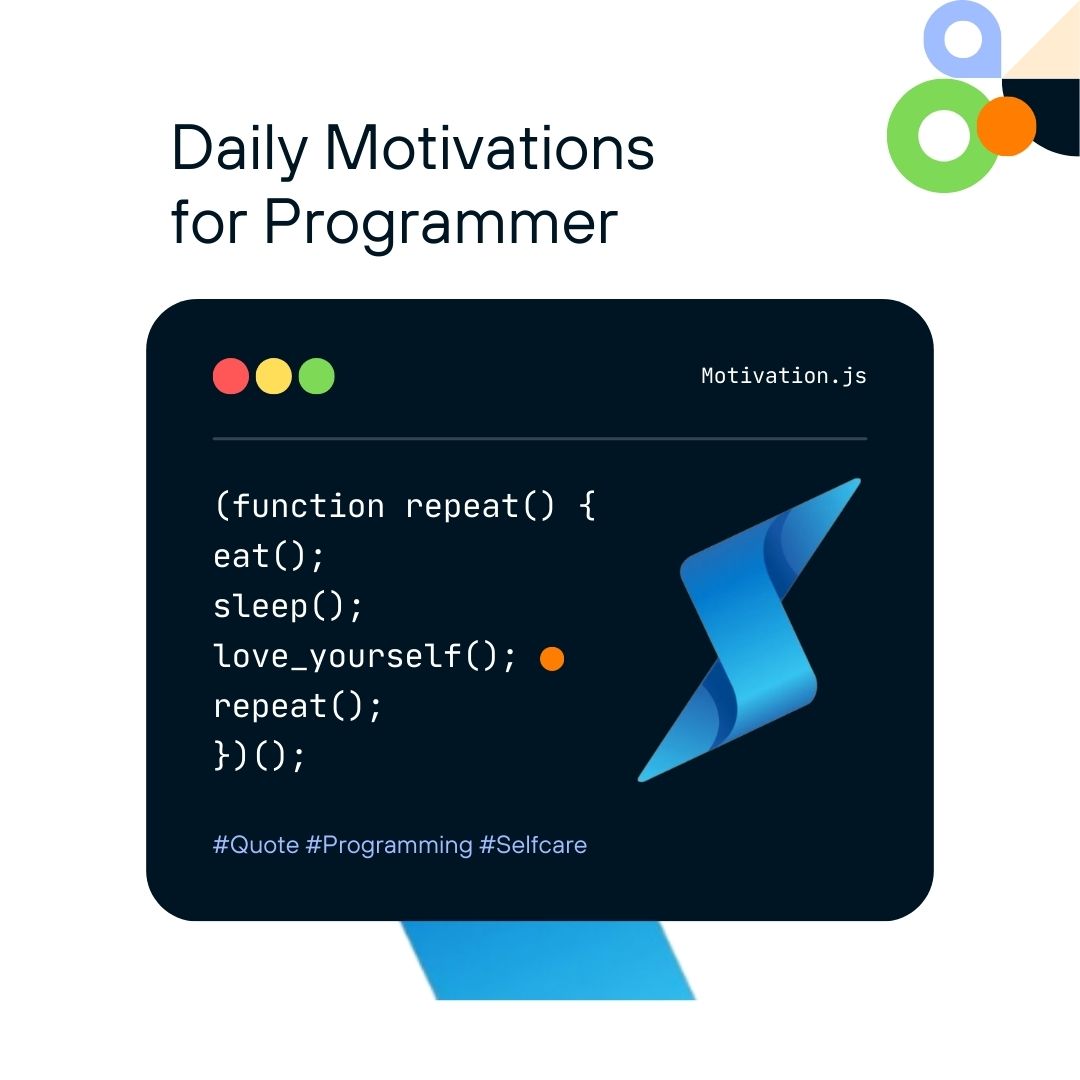 Daily Motivations
for Programmer
Motivation.js
(function repeat() {
eat();
sleep();
love_yourself();
repeat();
})();
#Quote #Programming #Selfcare